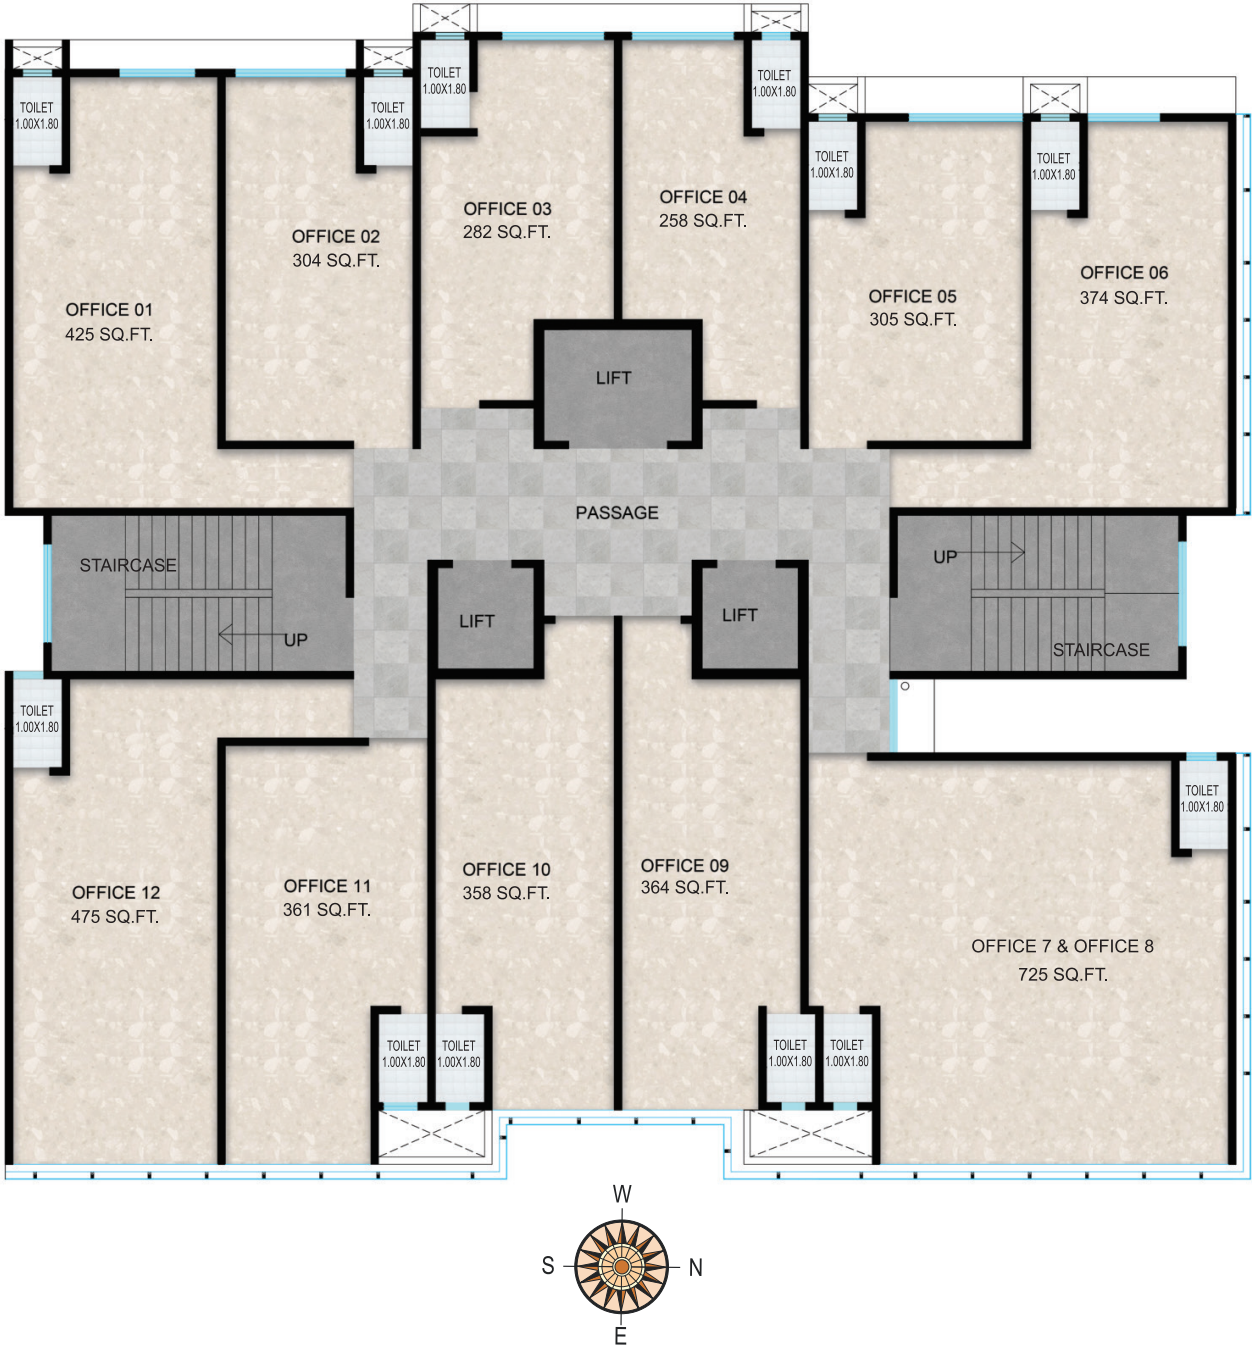 TOILET
1.00X1.80
TOILET
1.00X1.80
TOILET
1.00X1.80
TOILET
1.00X1.80
TOILET
1.00X1.80
TOILET
1.00X1.80
OFFICE 01
425 SQ.FT.
OFFICE 02
304 SQ.FT.
OFFICE 03
282 SQ.FT.
OFFICE 04
258 SQ.FT.
OFFICE 05
305 SQ.FT.
OFFICE 06
374 SQ.FT.
LIFT
PASSAGE
STAIRCASE
UP
LIFT
LIFT
UP
STAIRCASE
TOILET
1.00X1.80
TOILET
1.00X1.80
OFFICE 12
475 SQ.FT.
OFFICE 11
361 SQ.FT.
OFFICE 10
358 SQ.FT.
OFFICE 09
364 SQ.FT.
OFFICE 7 & OFFICE 8
725 SQ.FT.
TOILET
1.00X1.80
TOILET
1.00X1.80
TOILET
1.00X1.80
TOILET
1.00X1.80
W
S
N
E